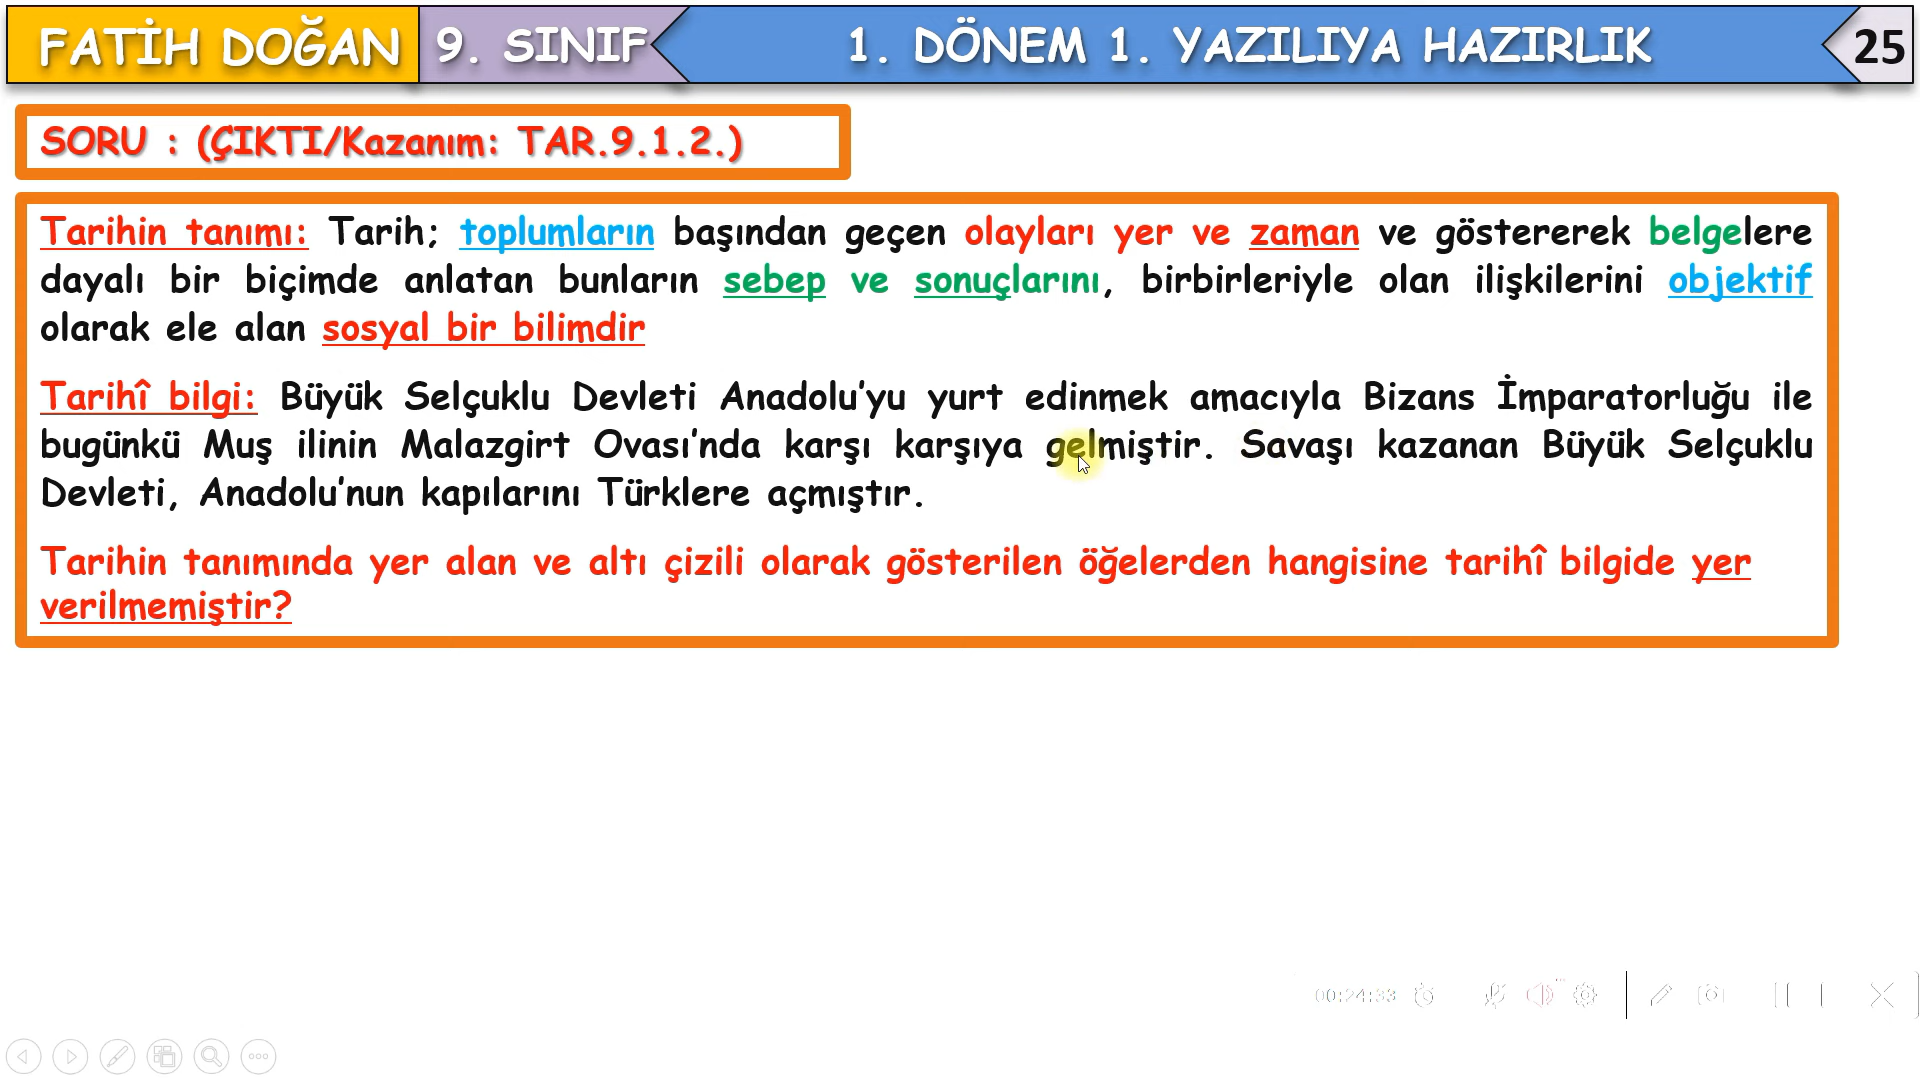 FATİH DOĞAN 9. SINIF 1. DÖNEM 1. YAZILIYA HAZIRLIK 25
SORU : (ÇIKTI/Kazanım: TAR.9.1.2.)
Tarihin tanımı: Tarih; toplumların başından geçen olayları yer ve zaman ve göstererek belgelere
dayalı bir biçimde anlatan bunların sebep ve sonuçlarını, birbirleriyle olan ilişkilerini objektif
olarak ele alan sosyal bir bilimdir
Tarihî bilgi: Büyük Selçuklu Devleti Anadolu’yu yurt edinmek amacıyla Bizans İmparatorluğu ile
bugünkü Muş ilinin Malazgirt Ovası’nda karşı karşıya gelmiştir. Savaşı kazanan Büyük Selçuklu
Devleti, Anadolu’nun kapılarını Türklere açmıştır.
Tarihin tanımında yer alan ve altı çizili olarak gösterilen öğelerden hangisine tarihî bilgide yer
verilmemiştir?
00:24:33